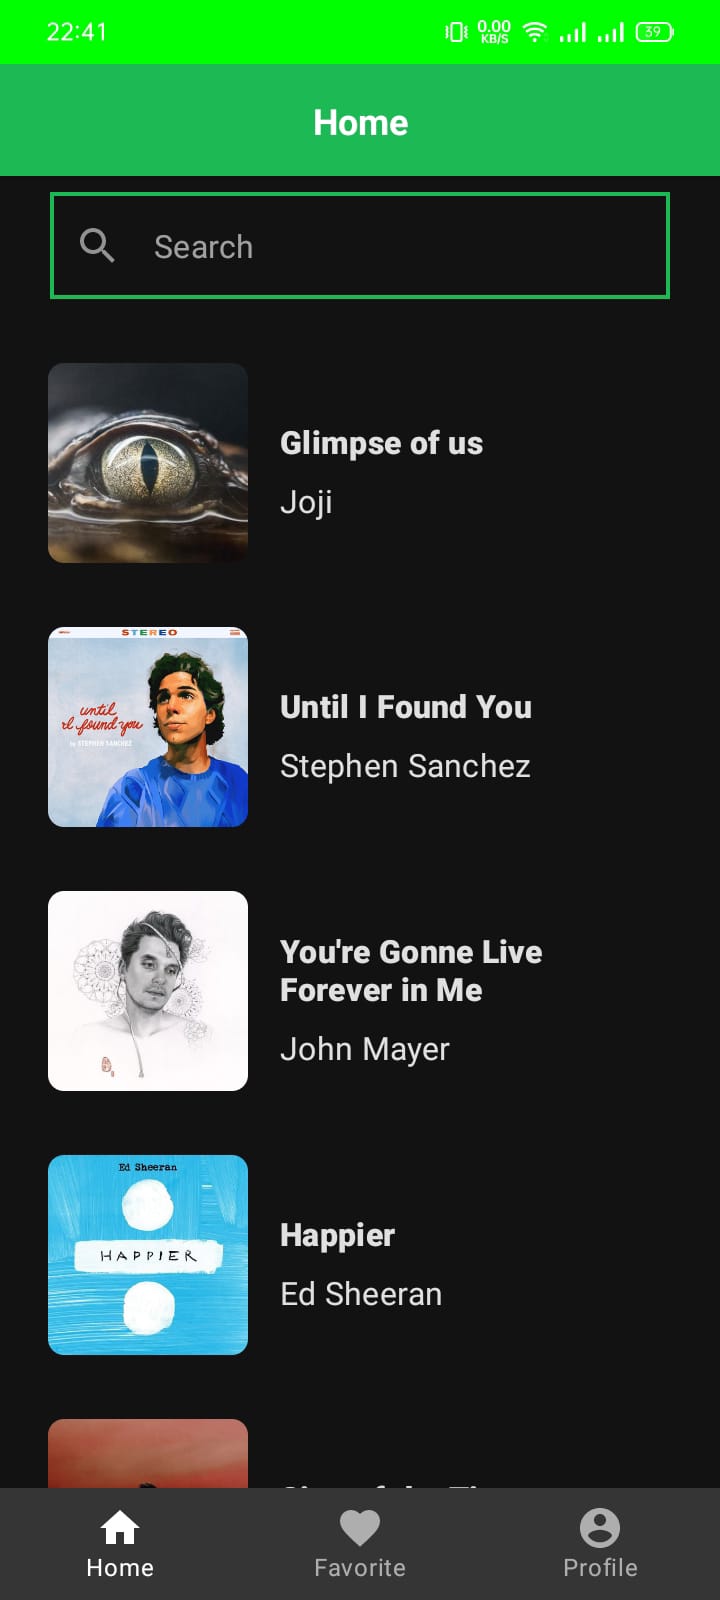 22:41
0.00
KB/S
39
Home
Search
Glimpse of us
Joji
STEREO
until
I found you
by STEPHEN SANCHEZ
Until I Found You
Stephen Sanchez
You're Gonne Live
Forever in Me
John Mayer
Ed Sheeran
HAPPIER
Happier
Ed Sheeran
Home
Favorite
Profile